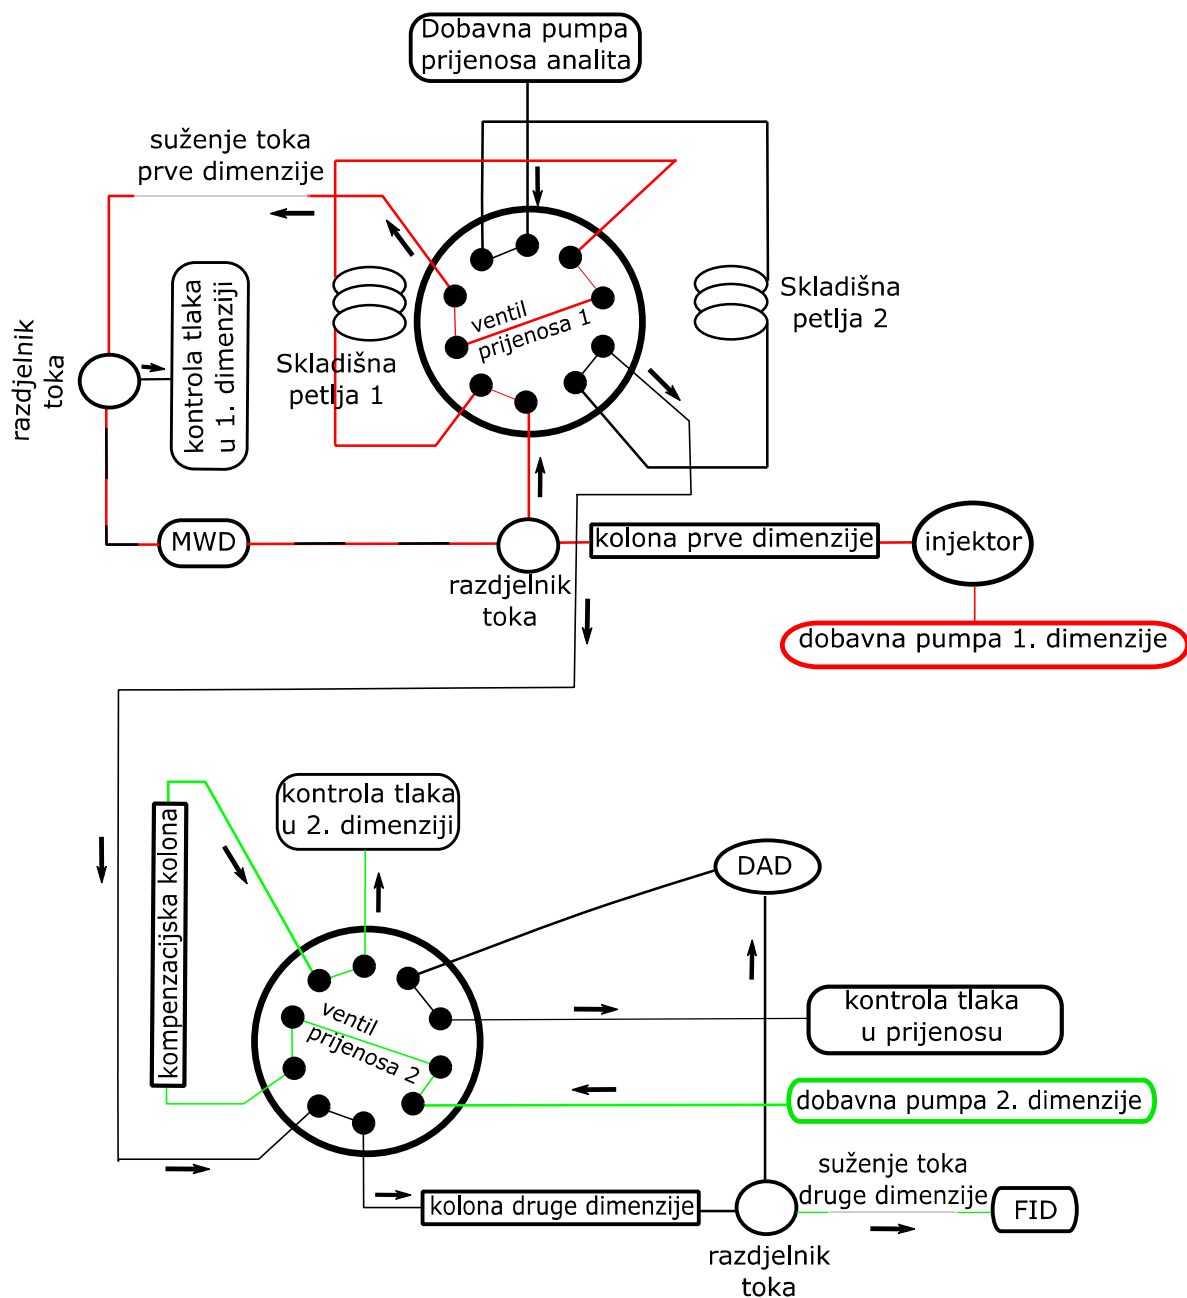 Dobavna pumpa
prijenosa analita
suženje toka
prve dimenzije
kontrola tlaka
u 1. dimenziji
razdjelnik
toka
Skladišna
petlja 1
ventil
prijenosa 1
Skladišna
petlja 2
MWD
razdjelnik
toka
kolona prve dimenzije
injektor
dobavna pumpa 1. dimenzije
kompenzacijska kolona
kontrola tlaka
u 2. dimenziji
DAD
ventil
prijenosa 2
kontrola tlaka
u prijenosu
dobavna pumpa 2. dimenzije
suženje toka
druge dimenzije
kolona druge dimenzije
FID
razdjelnik
toka